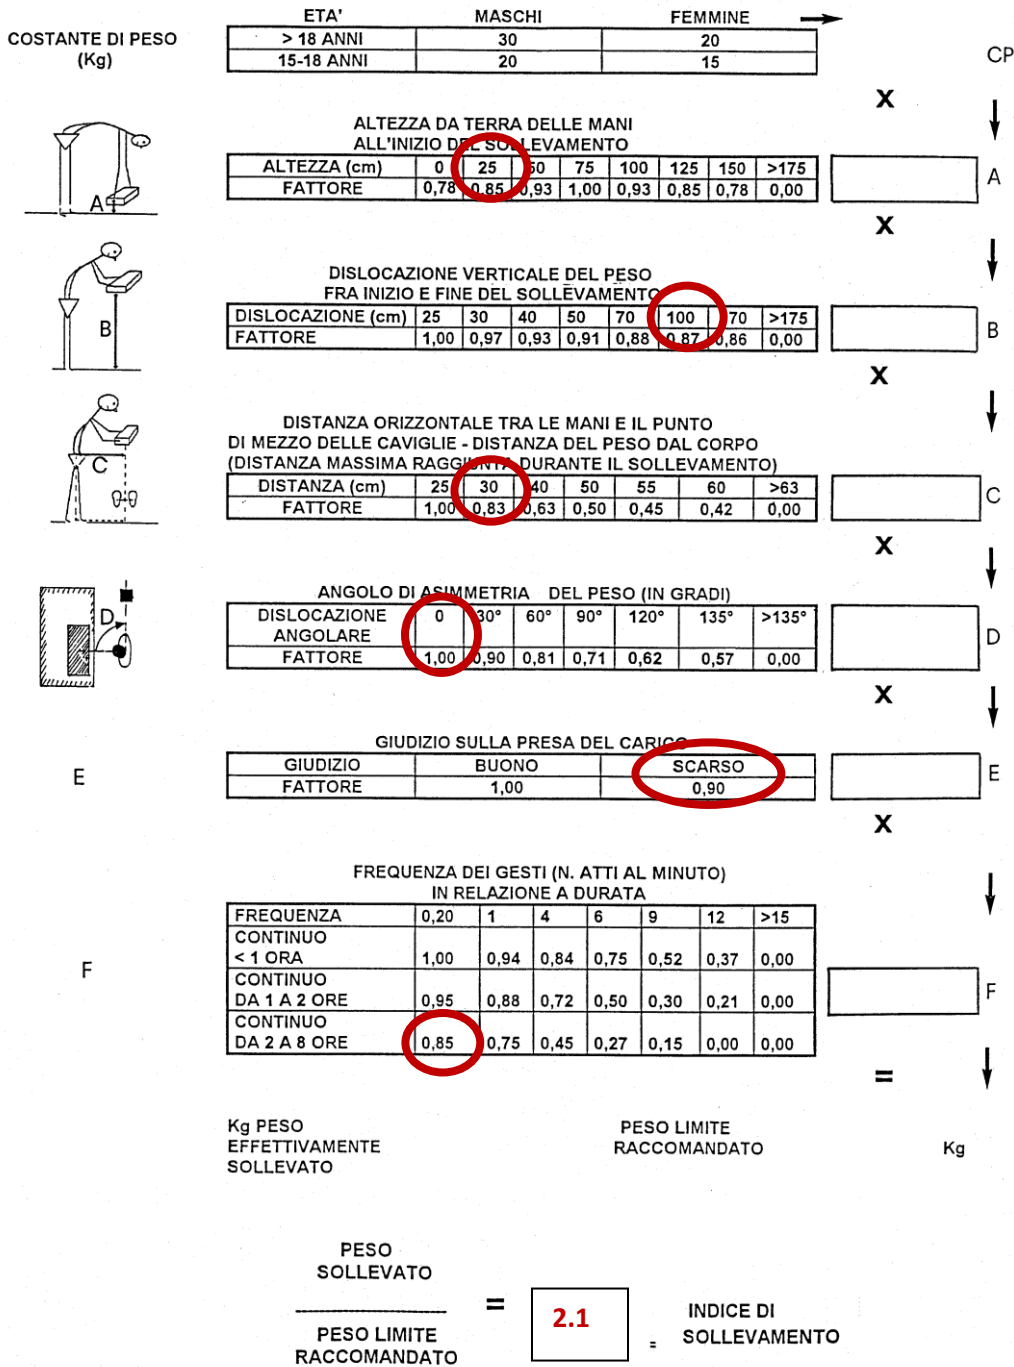 ETA' MASCHI FEMMINE
COSTANTE DI PESO
(Kg)
> 18 ANNI 30 20
15-18 ANNI 20 15
CP
X
ALTEZZA DA TERRA DELLE MANI
ALL'INIZIO DEL SOLLEVAMENTO
ALTEZZA (cm) 0 25 50 75 100 125 150 >175
FATTORE 0,78 0,85 0,93 1,00 0,93 0,85 0,78 0,00
A
A
X
DISLOCAZIONE VERTICALE DEL PESO
FRA INIZIO E FINE DEL SOLLEVAMENTO
DISLOCAZIONE (cm) 25 30 40 50 70 100 170 >175
FATTORE 1,00 0,97 0,93 0,91 0,88 0,87 0,86 0,00
B
B
X
DISTANZA ORIZZONTALE TRA LE MANI E IL PUNTO
DI MEZZO DELLE CAVIGLIE - DISTANZA DEL PESO DAL CORPO
(DISTANZA MASSIMA RAGGIUNTA DURANTE IL SOLLEVAMENTO)
DISTANZA (cm) 25 30 40 50 55 60 >63
FATTORE 1,00 0,83 0,63 0,50 0,45 0,42 0,00
C
C
X
ANGOLO DI ASIMMETRIA DEL PESO (IN GRADI)
DISLOCAZIONE 0 30° 60° 90° 120° 135° >135°
ANGOLARE
FATTORE 1,00 0,90 0,81 0,71 0,62 0,57 0,00
D
D
X
GIUDIZIO SULLA PRESA DEL CARICO
E
GIUDIZIO BUONO SCARSO
FATTORE 1,00 0,90
E
X
FREQUENZA DEI GESTI (N. ATTI AL MINUTO)
IN RELAZIONE A DURATA
FREQUENZA 0,20 1 4 6 9 12 >15
CONTINUO
< 1 ORA 1,00 0,94 0,84 0,75 0,52 0,37 0,00
F
CONTINUO
DA 1 A 2 ORE 0,95 0,88 0,72 0,50 0,30 0,21 0,00
F
CONTINUO
DA 2 A 8 ORE 0,85 0,75 0,45 0,27 0,15 0,00 0,00
=
Kg PESO
EFFETTIVAMENTE
SOLLEVATO
PESO LIMITE
RACCOMANDATO
Kg
PESO
SOLLEVATO
=
2.1
PESO LIMITE
RACCOMANDATO
=
INDICE DI
SOLLEVAMENTO